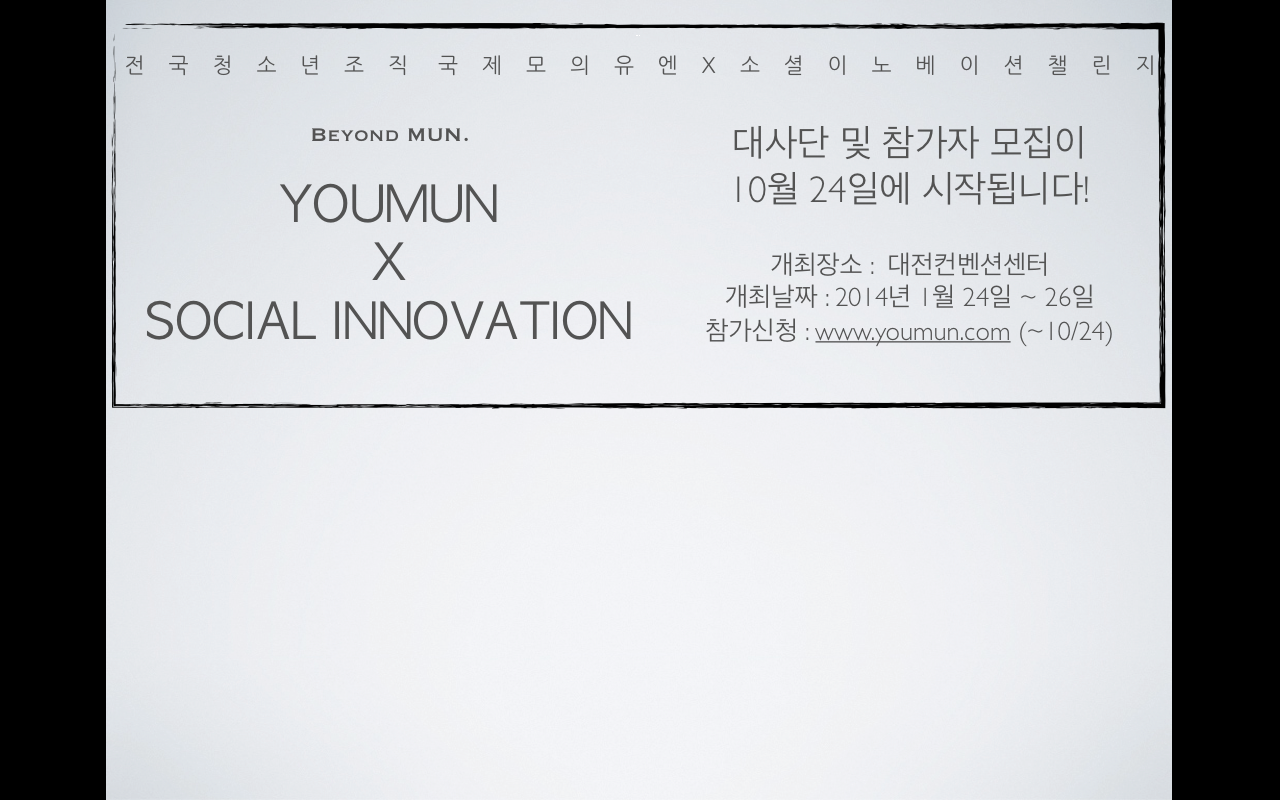 전 국 청 소 년 조 직 국 제 모 의 유 엔 X 소 셜 이 노 베 이 션 챌 린 지
BEYOND MUN.
YOUMUN
X
SOCIAL INNOVATION
대사단 및 참가자 모집이
10월 24일에 시작됩니다!
개최장소 : 대전컨벤션센터
개최날짜 : 2014년 1월 24일 ~ 26일
참가신청 : www.youmun.com (~10/24)